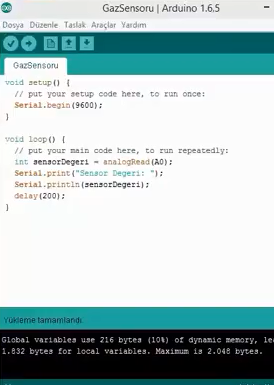 GazSensoru | Arduino 1.6.5
Dosya Düzenle Taslak Araçlar Yardım
GazSensoru
void setup() {
// put your setup code here, to run once:
Serial.begin(9600);
}
void loop() {
// put your main code here, to run repeatedly:
int sensorDegeri = analogRead(A0);
Serial.print("Sensor Degeri: ");
Serial.println(sensorDegeri);
delay(200);
}
Yükleme tamamlandı
Global variables use 216 bytes (10%) of dynamic memory, lea
1.832 bytes for local variables. Maximum is 2.048 bytes.